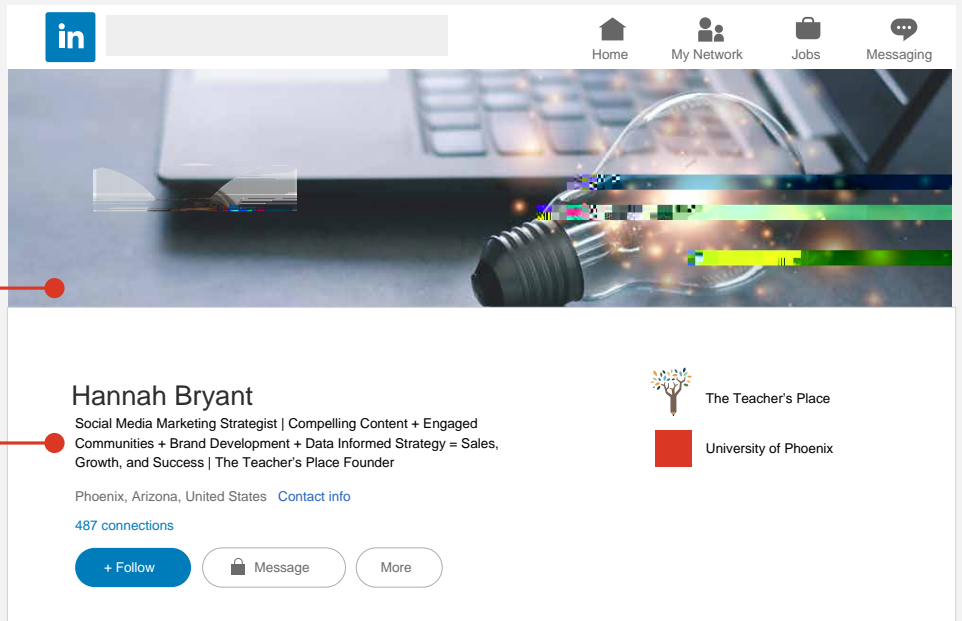 in
Home
My Network
Jobs
Messaging
Hannah Bryant
Social Media Marketing Strategist | Compelling Content + Engaged
Communities + Brand Development + Data Informed Strategy = Sales,
Growth, and Success | The Teacher's Place Founder
Phoenix, Arizona, United States Contact info
487 connections
+ Follow
Message
More
The Teacher's Place
University of Phoenix